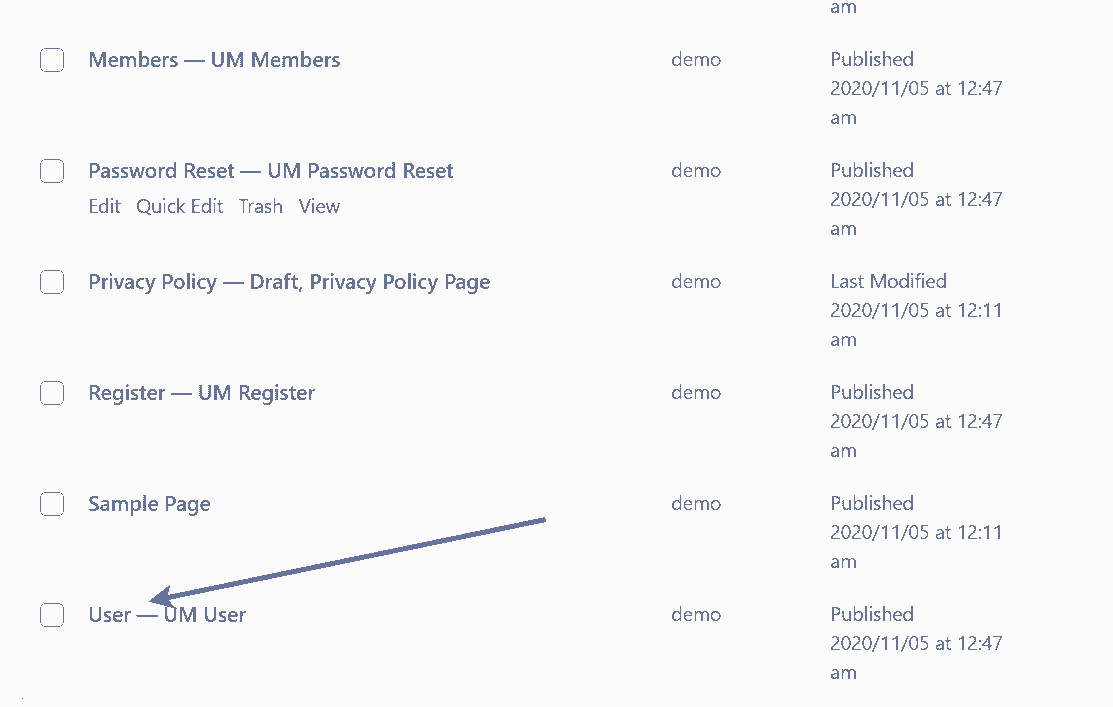 am
Members — UM Members demo Published
2020/11/05 at 12:47
am
Password Reset — UM Password Reset demo Published
Edit Quick Edit Trash View 2020/11/05 at 12:47
am
Privacy Policy — Draft, Privacy Policy Page demo Last Modified
2020/11/05 at 12:11
am
Register — UM Register demo Published
2020/11/05 at 12:47
am
Sample Page demo Published
2020/11/05 at 12:11
am
User — UM User demo Published
2020/11/05 at 12:47
am